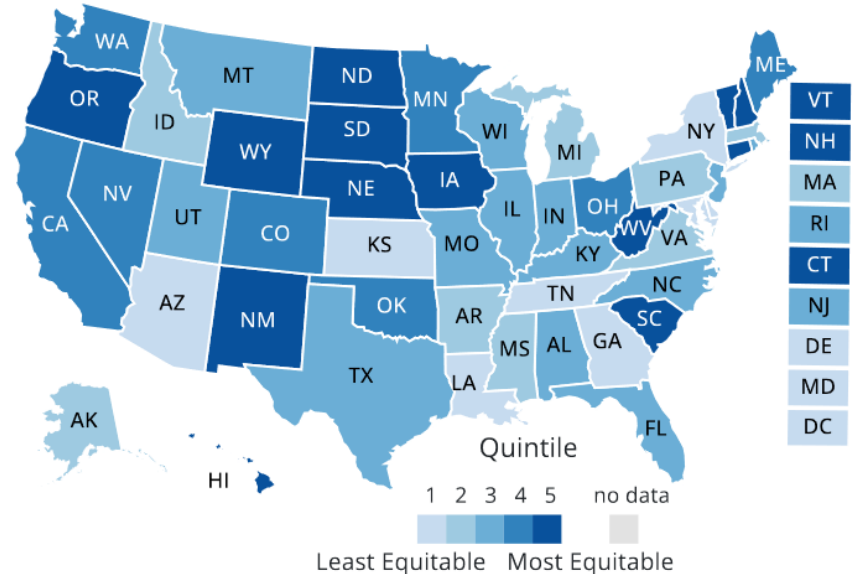 WA
ME
MT
ND
VT
OR
MN
ID
WI
NY
SD
NH
WY
MI
MA
IA
PA
NE
NV
OH
RI
IL
IN
UT
CA
WV
CO
VA
KS
MO
KY
CT
NC
TN
AZ
OK
NJ
NM
AR
SC
MS
AL
GA
DE
TX
LA
MD
AK
FL
DC
Quintile
HI
1 2 3 4 5 no data
Least Equitable Most Equitable